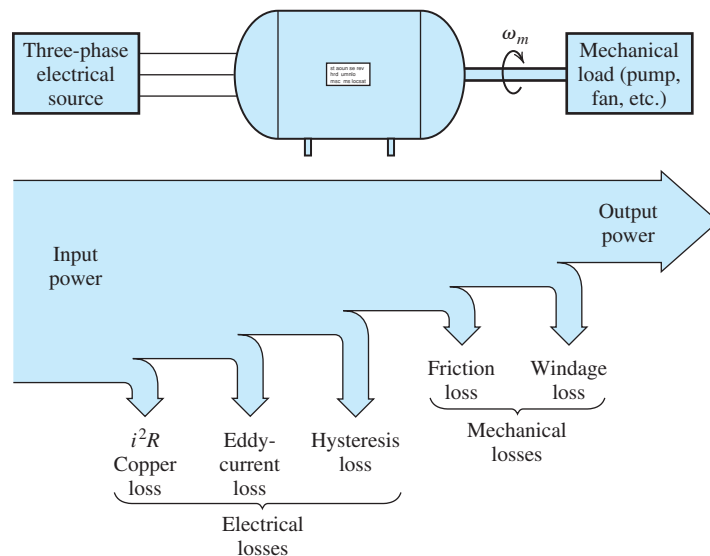 Three-phase
electrical
source
ω_m
Mechanical
load (pump,
fan, etc.)
Input
power
Output
power
i²R
Copper
loss
Eddy-
current
loss
Hysteresis
loss
Friction
loss
Windage
loss
Electrical
losses
Mechanical
losses